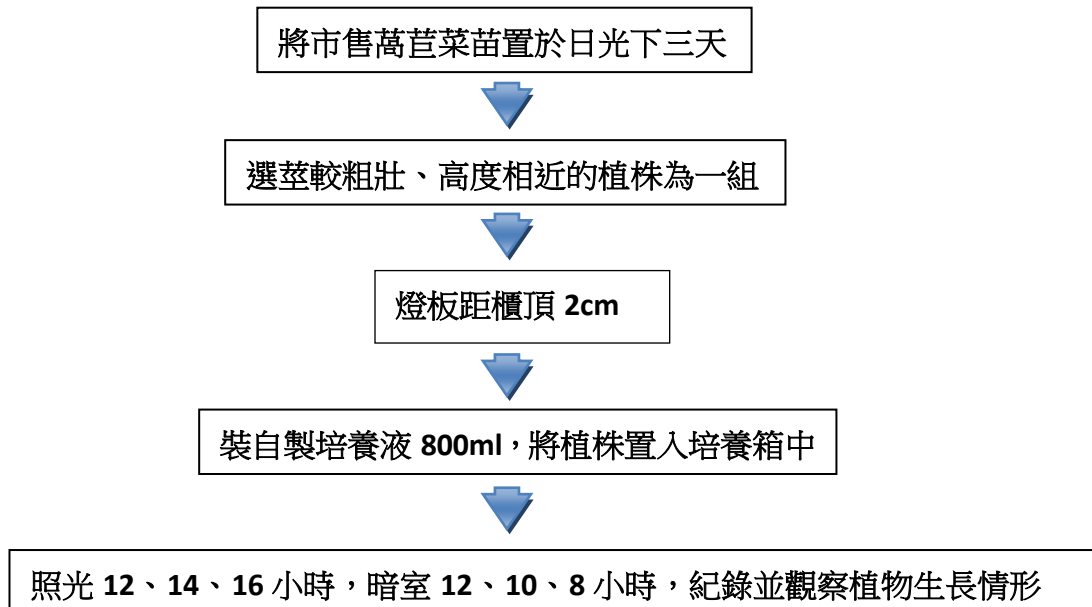 將市售萵苣菜苗置於日光下三天
選莖較粗壯、高度相近的植株為一組
燈板距櫃頂 2cm
裝自製培養液 800ml，將植株置入培養箱中
照光 12、14、16 小時，暗室 12、10、8 小時，紀錄並觀察植物生長情形